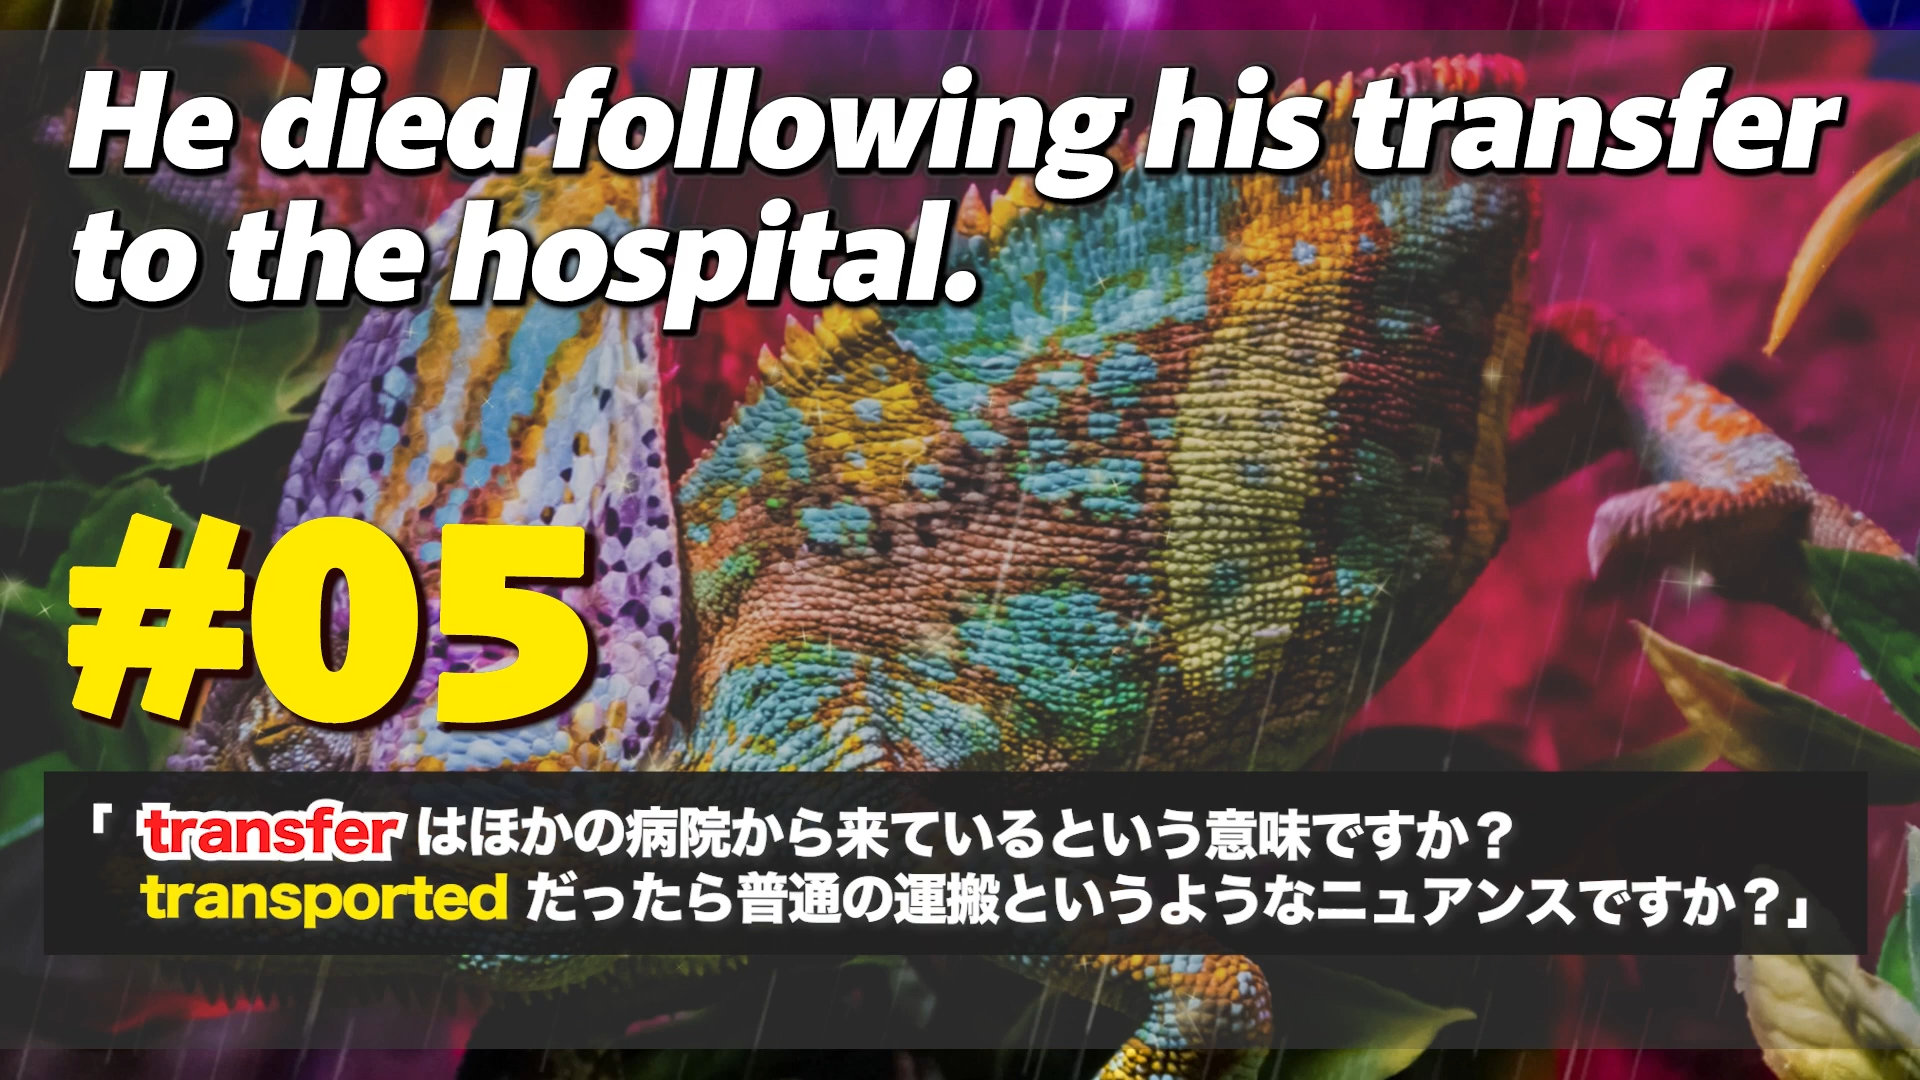 He died following his transfer
to the hospital.
#05
「 transfer はほかの病院から来ているという意味ですか？
transported だったら普通の運搬というようなニュアンスですか？」